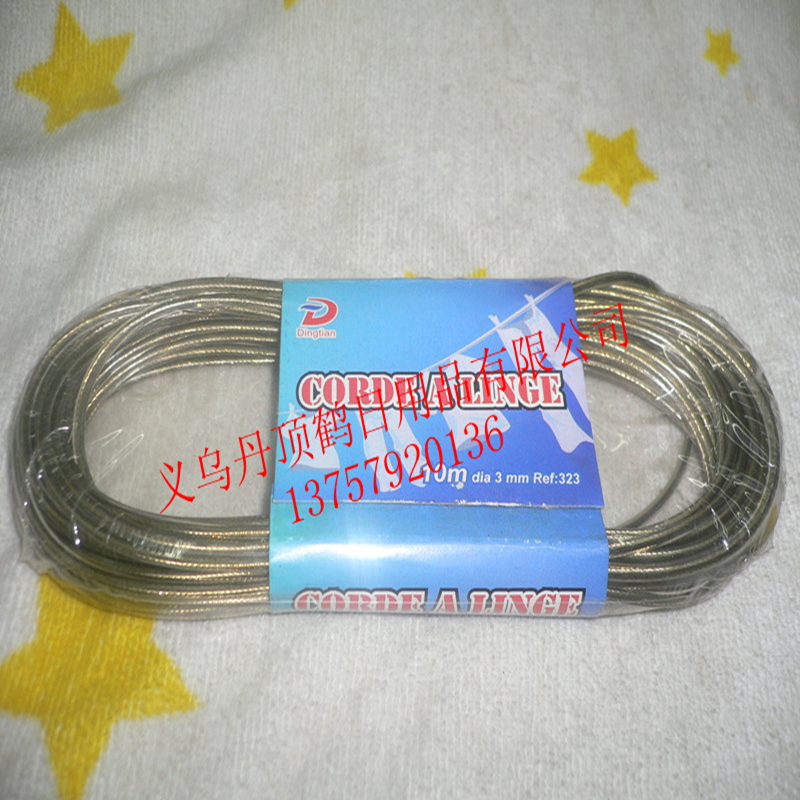 Dingtian
CORDE A LINGE
义乌丹顶鹤日用品有限公司
13757920136
10m dia 3 mm Ref:323
CORDE A LINGE